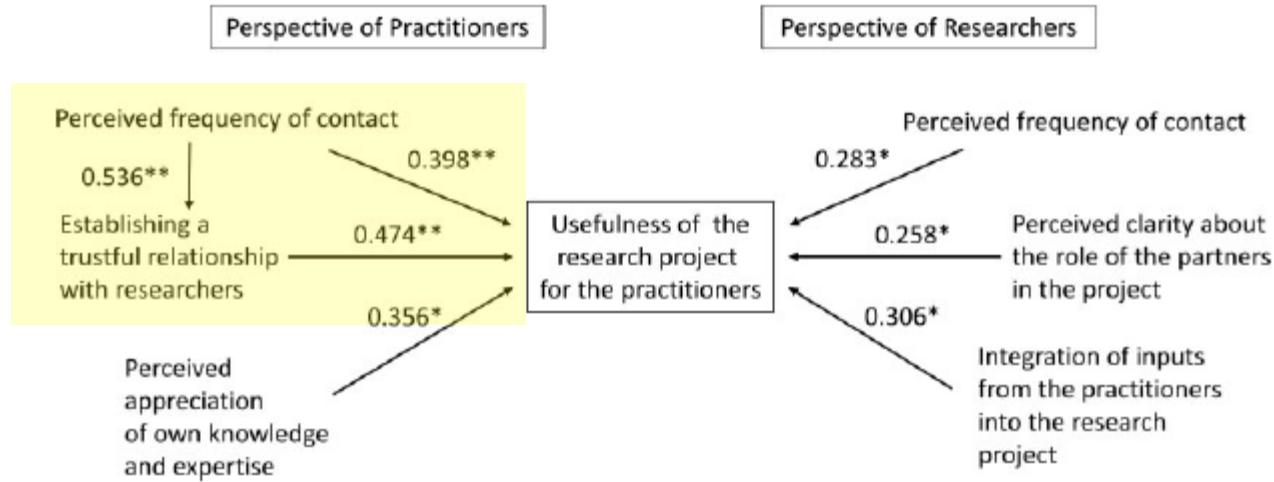 Perspective of Practitioners
Perspective of Researchers
Perceived frequency of contact
0.536**
0.398**
Establishing a
trustful relationship
with researchers
0.474**
0.356*
Perceived
appreciation
of own knowledge
and expertise
Usefulness of the
research project
for the practitioners
Perceived frequency of contact
0.283*
0.258*
Perceived clarity about
the role of the partners
in the project
0.306*
Integration of inputs
from the practitioners
into the research
project